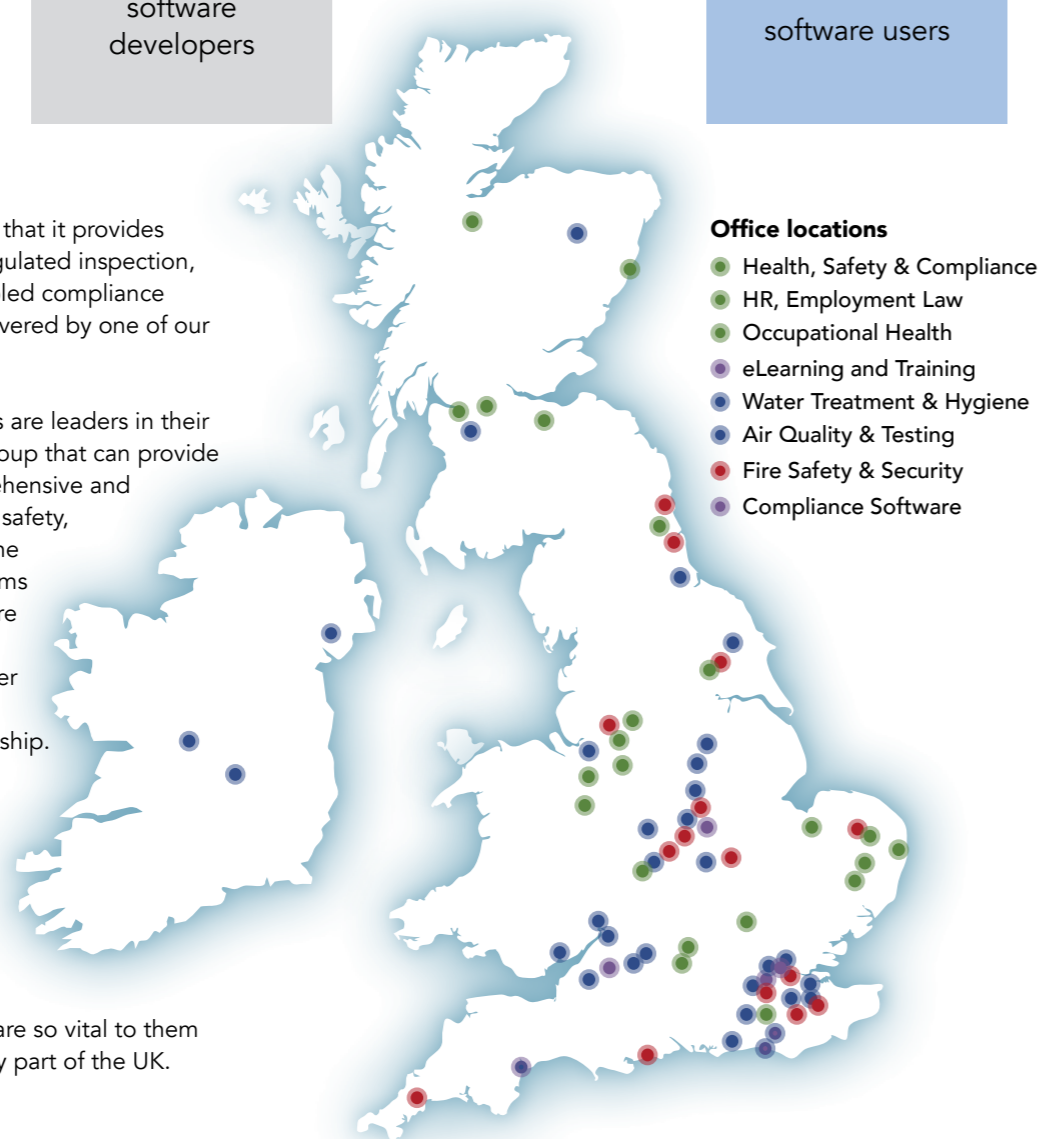 software
developers
software users
that it provides
gulated inspection,
led compliance
vered by one of our
s are leaders in their
oup that can provide
hensive and
safety,
ne
ms
re
er
ship.
are so vital to them
y part of the UK.
Office locations
Health, Safety & Compliance
HR, Employment Law
Occupational Health
eLearning and Training
Water Treatment & Hygiene
Air Quality & Testing
Fire Safety & Security
Compliance Software